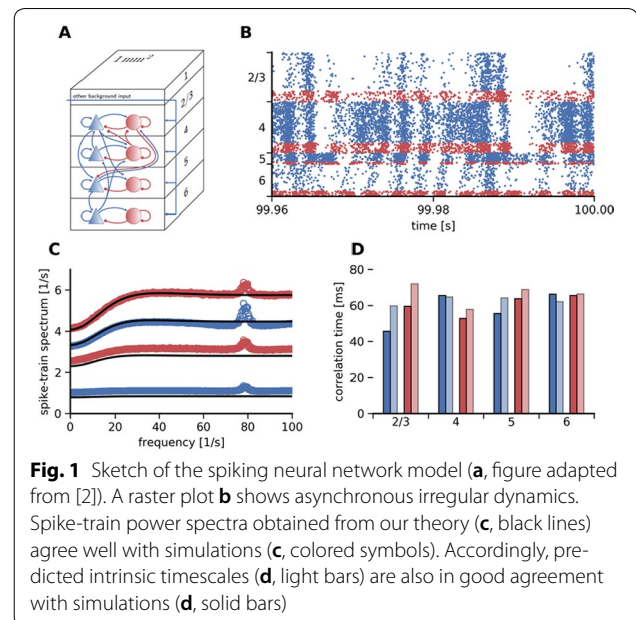 A
1 mm²
other background input
1
2/3
4
5
6
B
2/3
4
5
6
99.96
99.98
100.00
time [s]
C
spike-train spectrum [1/s]
6
4
2
0
0
20
40
60
80
100
frequency [1/s]
D
correlation time [ms]
80
60
40
20
0
2/3
4
5
6
Fig. 1 Sketch of the spiking neural network model (a, figure adapted
from [2]). A raster plot b shows asynchronous irregular dynamics.
Spike-train power spectra obtained from our theory (c, black lines)
agree well with simulations (c, colored symbols). Accordingly, pre-
dicted intrinsic timescales (d, light bars) are also in good agreement
with simulations (d, solid bars)